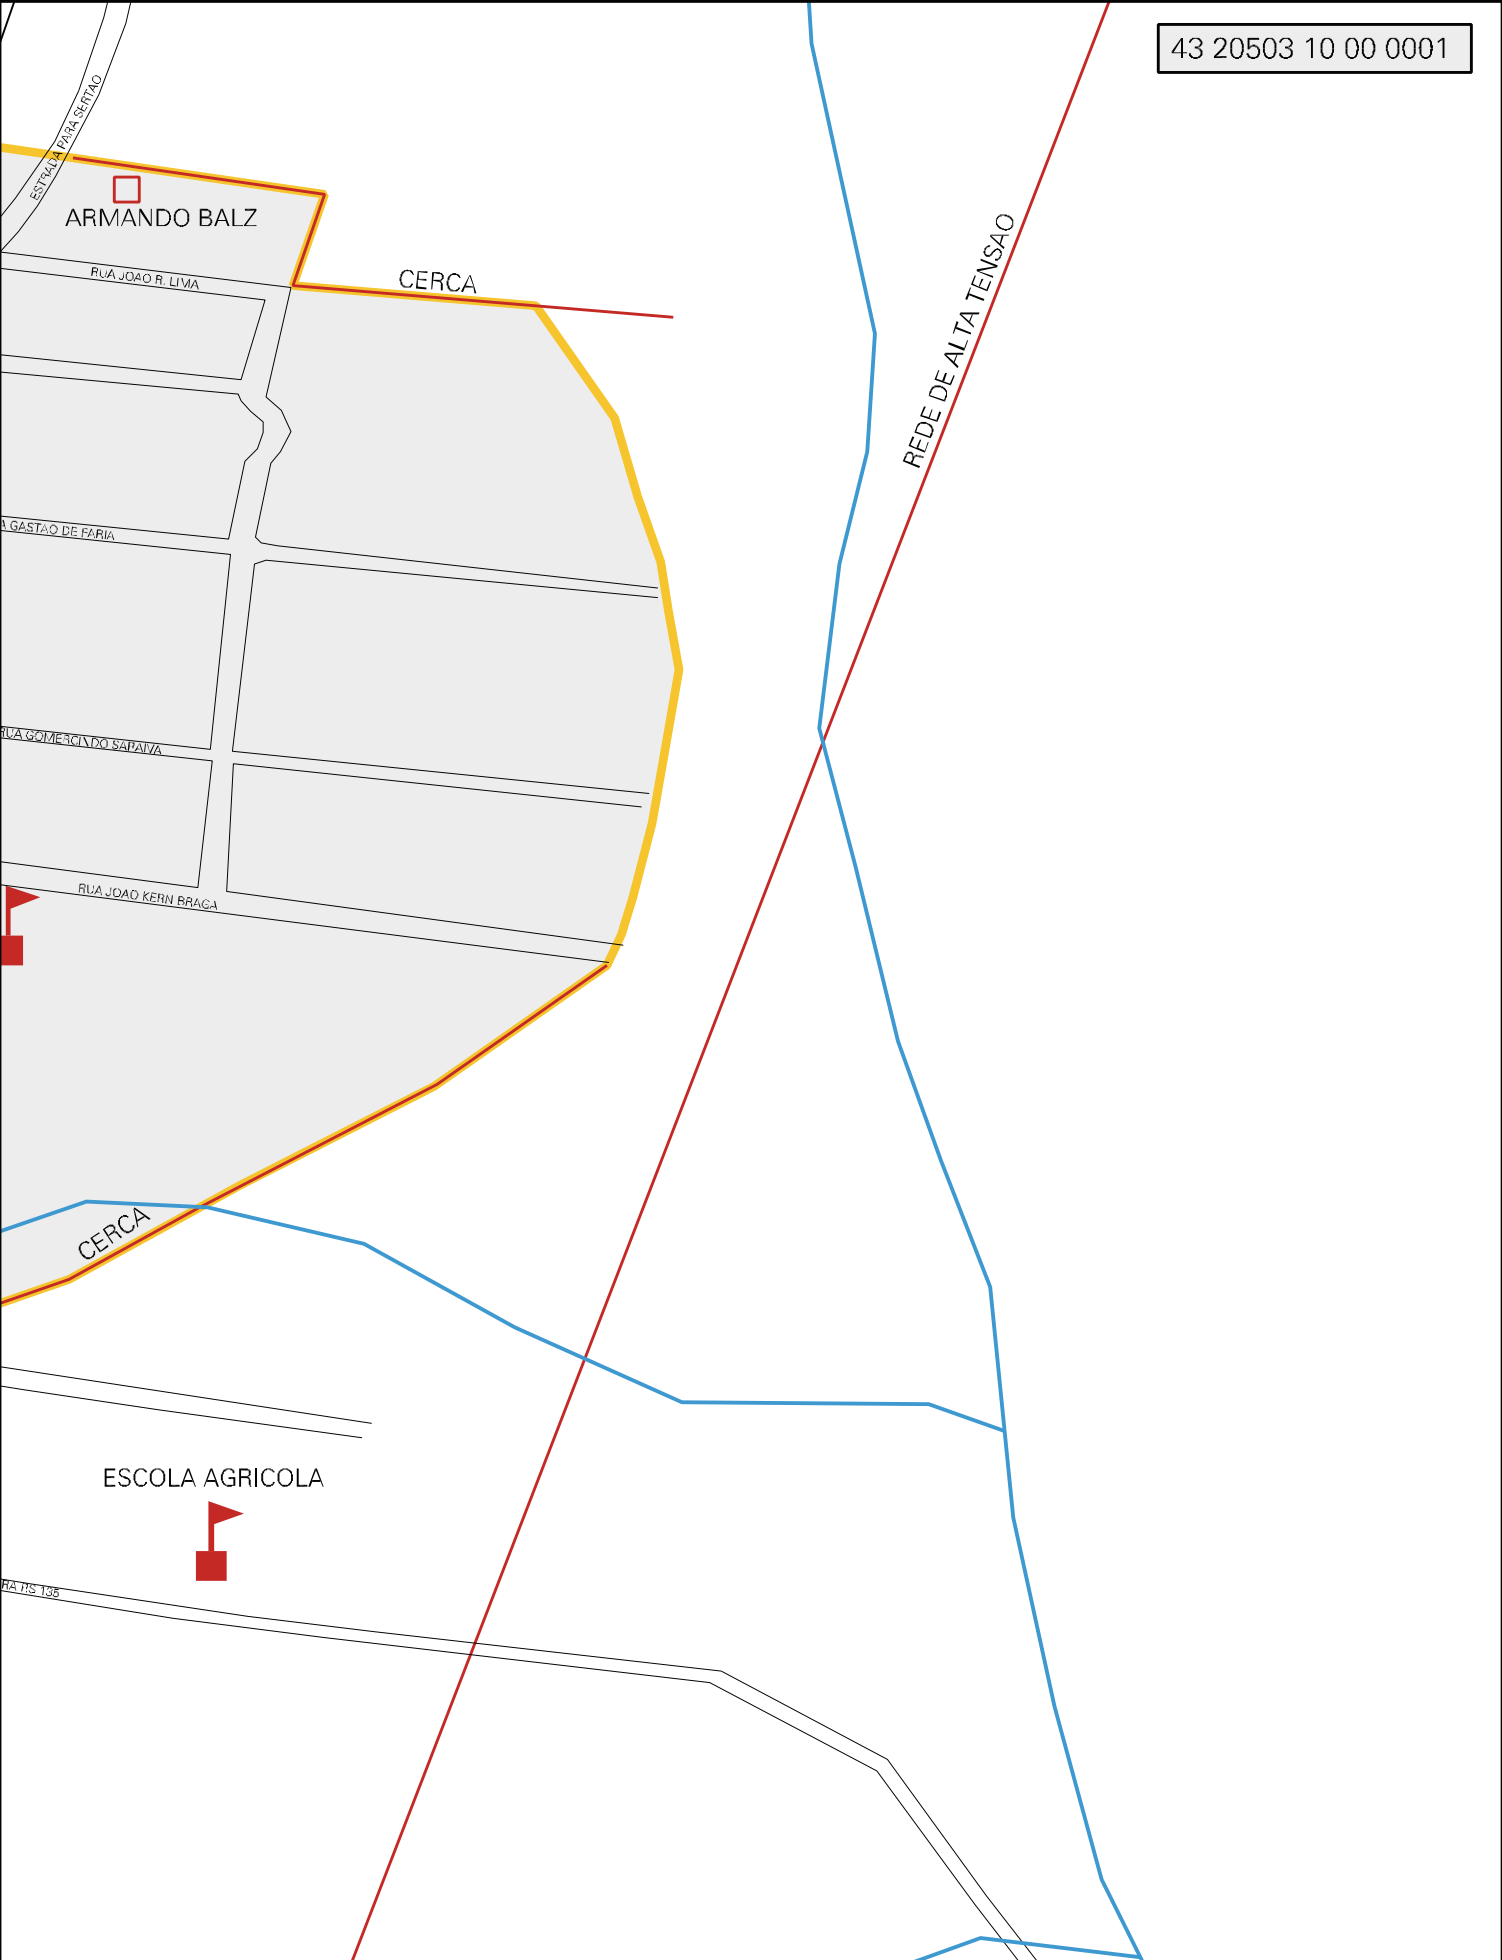 43 20503 10 00 0001
ESTRADA PARA SERTAO
ARMANDO BALZ
RUA JOAO R. LIMA
CERCA
REDE DE ALTA TENSAO
A GASTAO DE FARIA
RUA GOMERCINDO SARAIVA
RUA JOAO KERN BRAGA
CERCA
ESCOLA AGRICOLA
RA RS 135